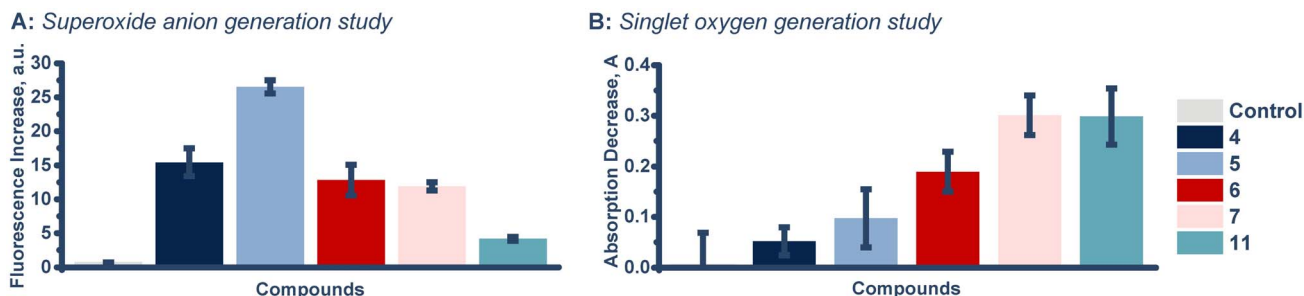 A: Superoxide anion generation study
Fluorescence Increase, a.u.
30
25
20
15
10
5
0
Compounds
B: Singlet oxygen generation study
Absorption Decrease, A
0.4
0.3
0.2
0.1
0.0
Compounds
Control
4
5
6
7
11